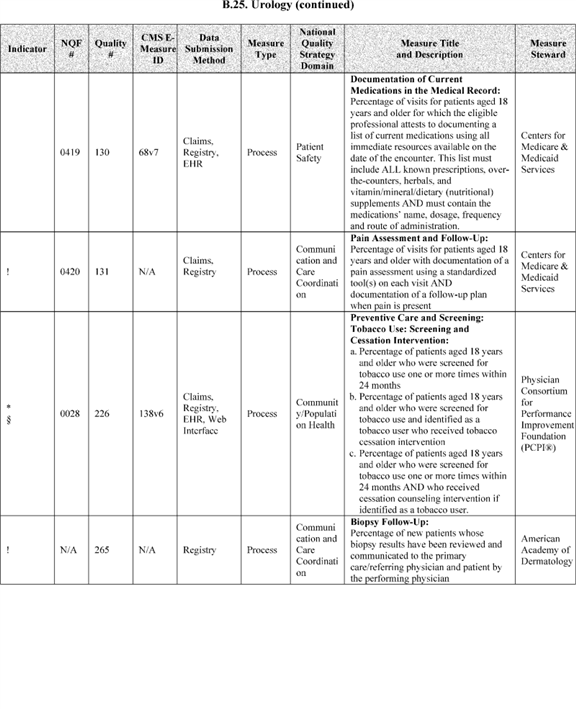 B.25. Urology (continued)
Indicator
NQF
#
Quality
#
CMS E-
Measure
ID
Data
Submission
Method
Measure
Type
National
Quality
Strategy
Domain
Measure Title
and Description
Measure
Steward
0419
130
68v7
Claims,
Registry,
EHR
Process
Patient
Safety
Documentation of Current
Medications in the Medical Record:
Percentage of visits for patients aged 18
years and older for which the eligible
professional attests to documenting a
list of current medications using all
immediate resources available on the
date of the encounter. This list must
include ALL known prescriptions, over-
the-counters, herbals, and
vitamin/mineral/dietary (nutritional)
supplements AND must contain the
medications' name, dosage, frequency
and route of administration.
Centers for
Medicare &
Medicaid
Services
!
0420
131
N/A
Claims,
Registry
Process
Communi
cation and
Care
Coordinati
on
Pain Assessment and Follow-Up:
Percentage of visits for patients aged 18
years and older with documentation of a
pain assessment using a standardized
tool(s) on each visit AND
documentation of a follow-up plan
when pain is present
Centers for
Medicare &
Medicaid
Services
*
§
0028
226
138v6
Claims,
Registry,
EHR, Web
Interface
Process
Communit
y/Populati
on Health
Preventive Care and Screening:
Tobacco Use: Screening and
Cessation Intervention:
a. Percentage of patients aged 18 years
and older who were screened for
tobacco use one or more times within
24 months
b. Percentage of patients aged 18 years
and older who were screened for
tobacco use and identified as a
tobacco user who received tobacco
cessation intervention
c. Percentage of patients aged 18 years
and older who were screened for
tobacco use one or more times within
24 months AND who received
cessation counseling intervention if
identified as a tobacco user.
Physician
Consortium
for
Performance
Improvement
Foundation
(PCPI®)
!
N/A
265
N/A
Registry
Process
Communi
cation and
Care
Coordinati
on
Biopsy Follow-Up:
Percentage of new patients whose
biopsy results have been reviewed and
communicated to the primary
care/referring physician and patient by
the performing physician
American
Academy of
Dermatology